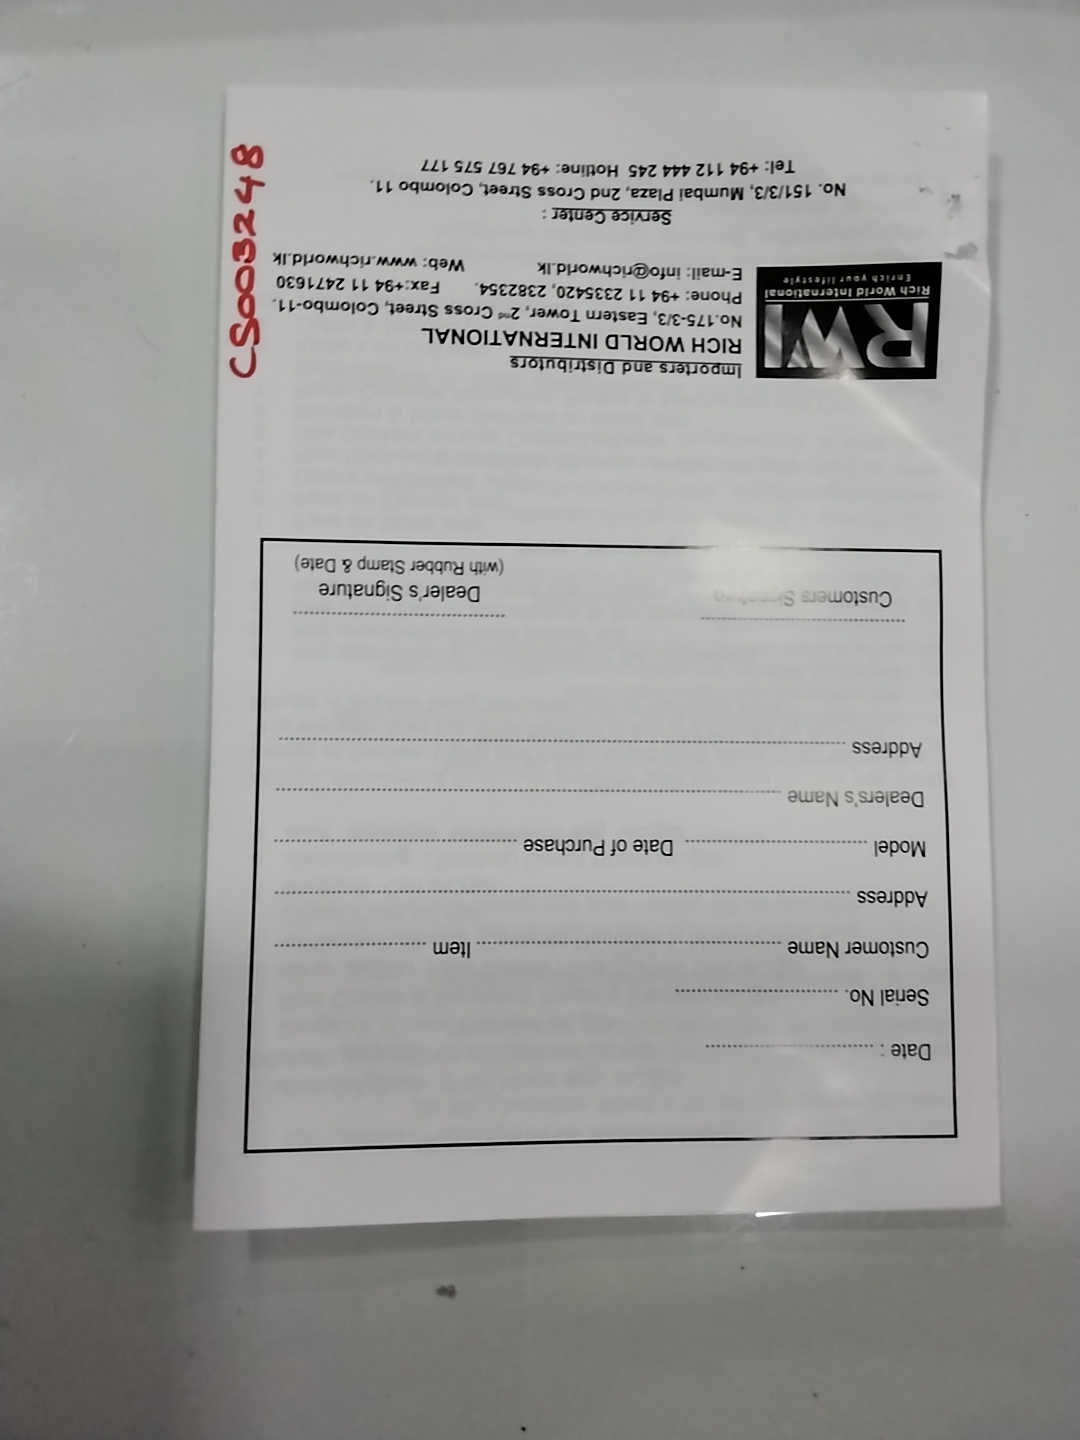 Date : ..............................
Serial No. ..............................
Customer Name .............................. Item ..............................
Address ..............................
Model .............................. Date of Purchase ..............................
Dealers's Name ..............................
Address ..............................
Customers Signature
Dealer's Signature
(with Rubber Stamp & Date)
RWI
Rich World International
Enrich your lifestyle
Importers and Distributors
RICH WORLD INTERNATIONAL
No.175-3/3, Eastern Tower, 2nd Cross Street, Colombo-11.
Phone: +94 11 2335420, 2382354. Fax:+94 11 2471630
E-mail: info@richworld.lk Web: www.richworld.lk
Service Center :
No. 151/3/3, Mumbai Plaza, 2nd Cross Street, Colombo 11.
Tel: +94 112 444 245 Hotline: +94 767 575 177
CS003248